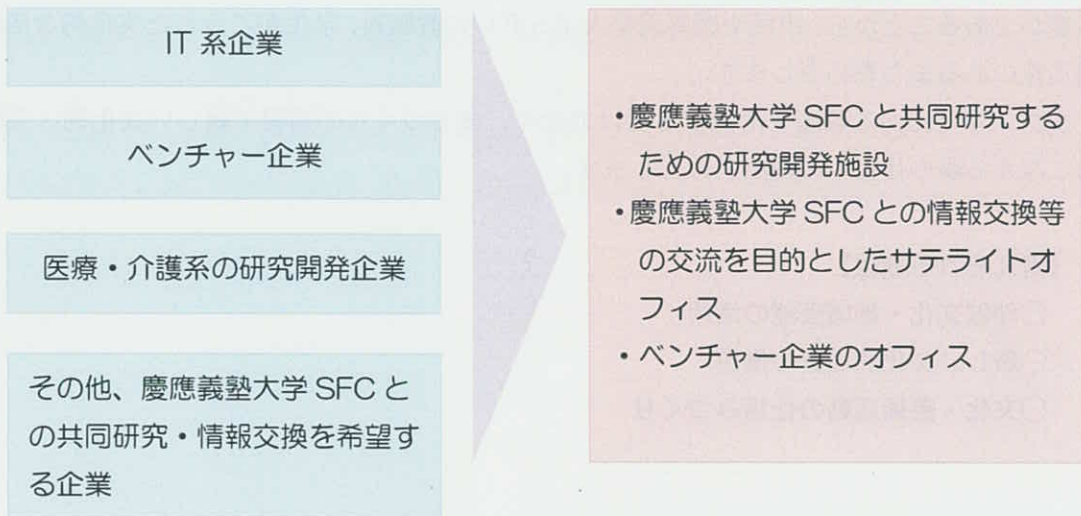 IT 系企業
ベンチャー企業
医療・介護系の研究開発企業
その他、慶應義塾大学 SFC と
の共同研究・情報交換を希望す
る企業
・慶應義塾大学 SFC と共同研究する
ための研究開発施設
・慶應義塾大学 SFC との情報交換等
の交流を目的としたサテライトオ
フィス
・ベンチャー企業のオフィス